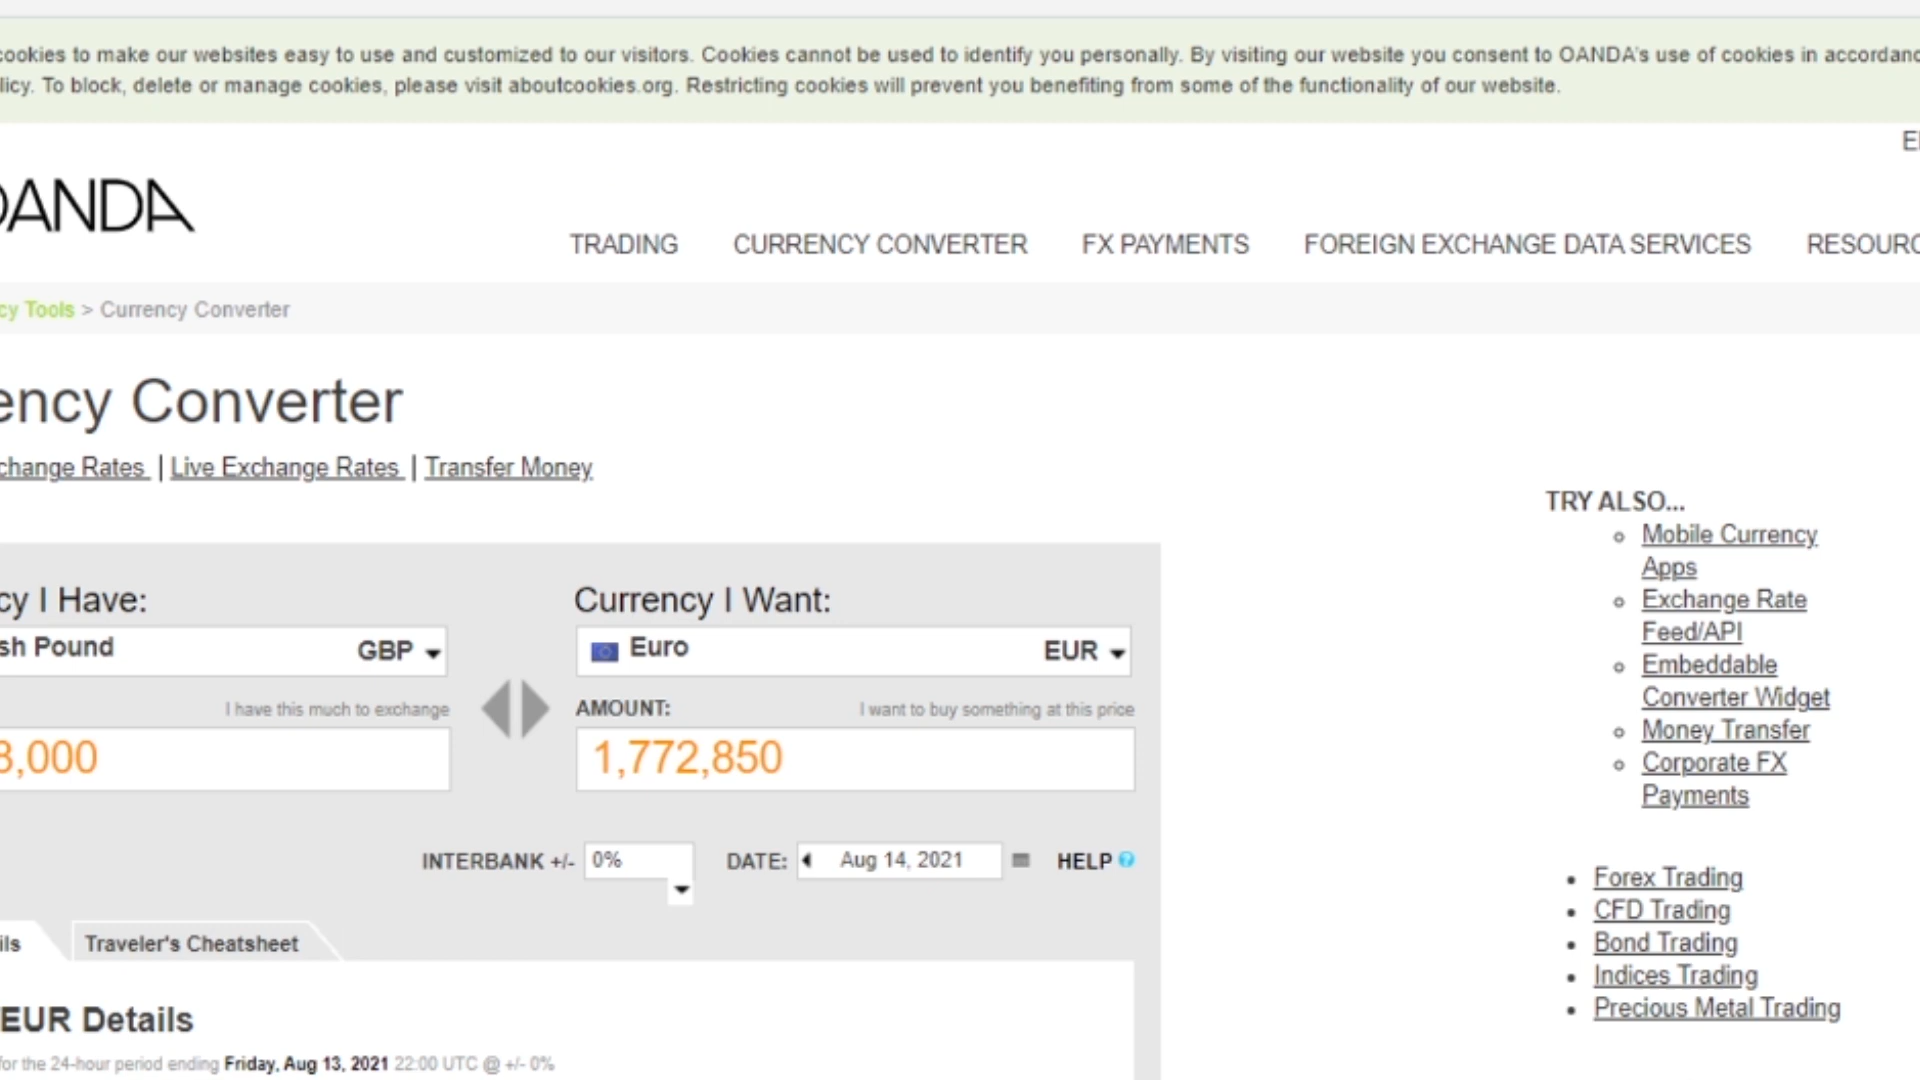 cookies to make our websites easy to use and customized to our visitors. Cookies cannot be used to identify you personally. By visiting our website you consent to OANDA's use of cookies in accordanc
licy. To block, delete or manage cookies, please visit aboutcookies.org. Restricting cookies will prevent you benefiting from some of the functionality of our website.
OANDA
TRADING CURRENCY CONVERTER FX PAYMENTS FOREIGN EXCHANGE DATA SERVICES RESOURC
cy Tools > Currency Converter
ency Converter
change Rates | Live Exchange Rates | Transfer Money
cy I Have:
sh Pound GBP
I have this much to exchange
3,000
Currency I Want:
Euro EUR
AMOUNT: I want to buy something at this price
1,772,850
INTERBANK +/- 0% DATE: Aug 14, 2021 HELP ?
ils Traveler's Cheatsheet
EUR Details
for the 24-hour period ending Friday, Aug 13, 2021 22:00 UTC @ +/- 0%
TRY ALSO...
Mobile Currency
Apps
Exchange Rate
Feed/API
Embeddable
Converter Widget
Money Transfer
Corporate FX
Payments
Forex Trading
CFD Trading
Bond Trading
Indices Trading
Precious Metal Trading